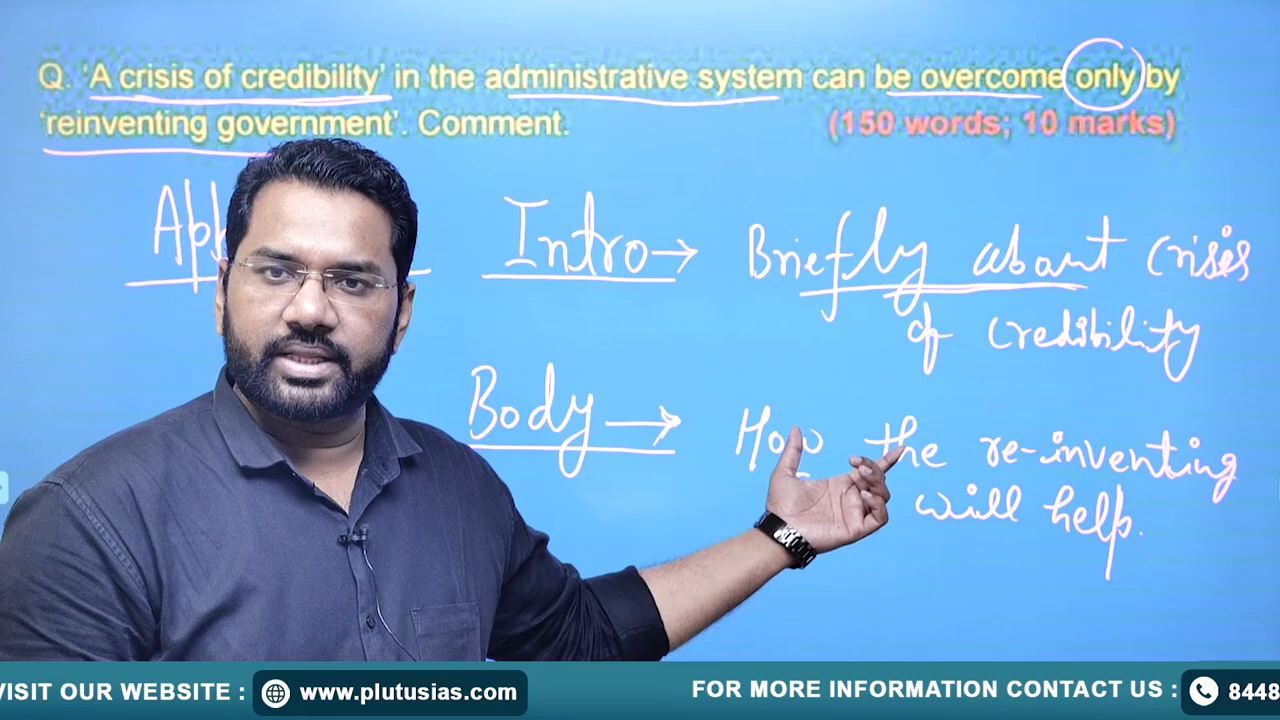 Q. 'A crisis of credibility' in the administrative system can be overcome only by
'reinventing government'. Comment. (150 words; 10 marks)
Intro → Briefly about Crises
of credibility
Body → How the re-inventing
will help.
VISIT OUR WEBSITE : www.plutusias.com FOR MORE INFORMATION CONTACT US : 8448